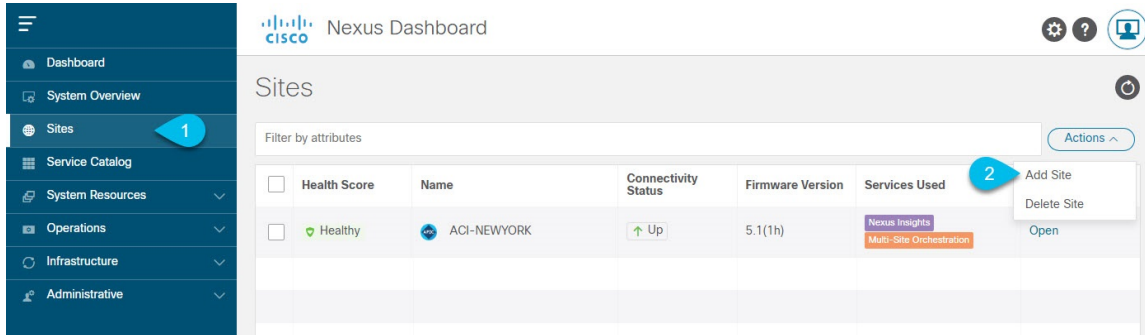 CISCO Nexus Dashboard
Dashboard
System Overview
Sites
1
Service Catalog
System Resources
Operations
Infrastructure
Administrative
Sites
Filter by attributes
Actions
2
Add Site
Delete Site
Health Score Name Connectivity Status Firmware Version Services Used
Healthy ACI-NEWYORK Up 5.1(1h) Nexus Insights Open
Multi-Site Orchestration